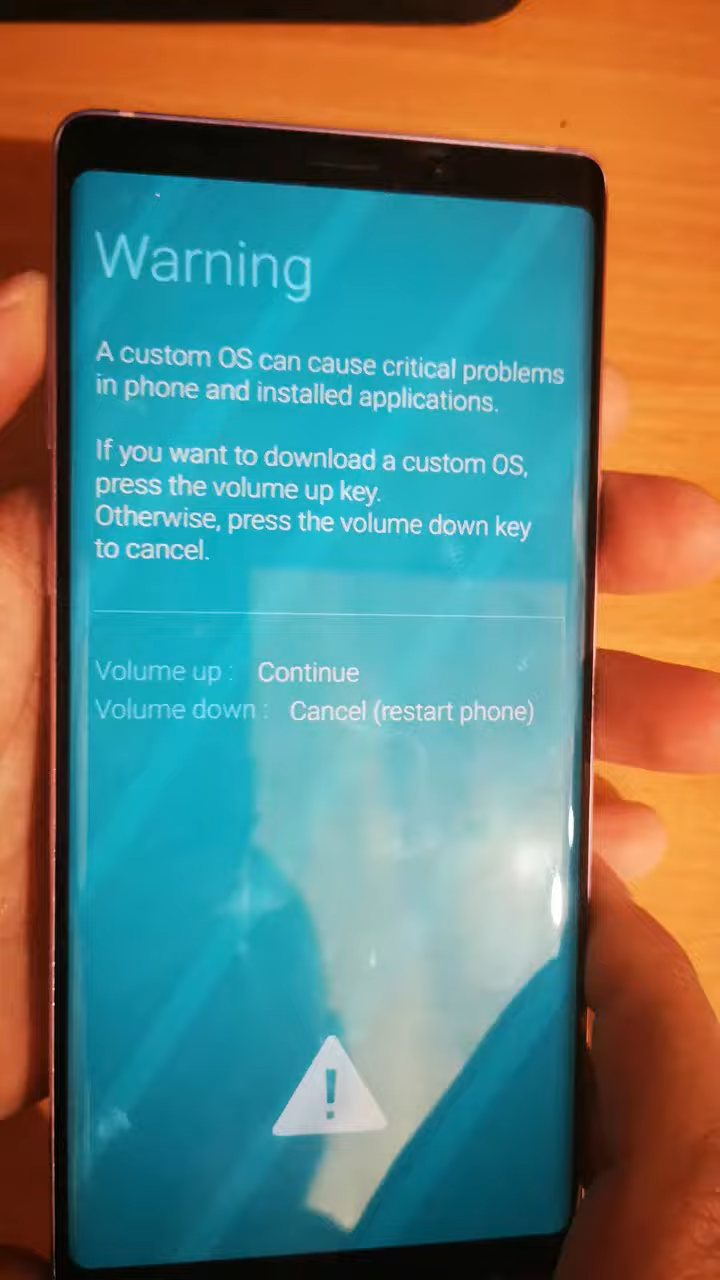 Warning
A custom OS can cause critical problems
in phone and installed applications.
If you want to download a custom OS,
press the volume up key.
Otherwise, press the volume down key
to cancel.
Volume up : Continue
Volume down : Cancel (restart phone)
!